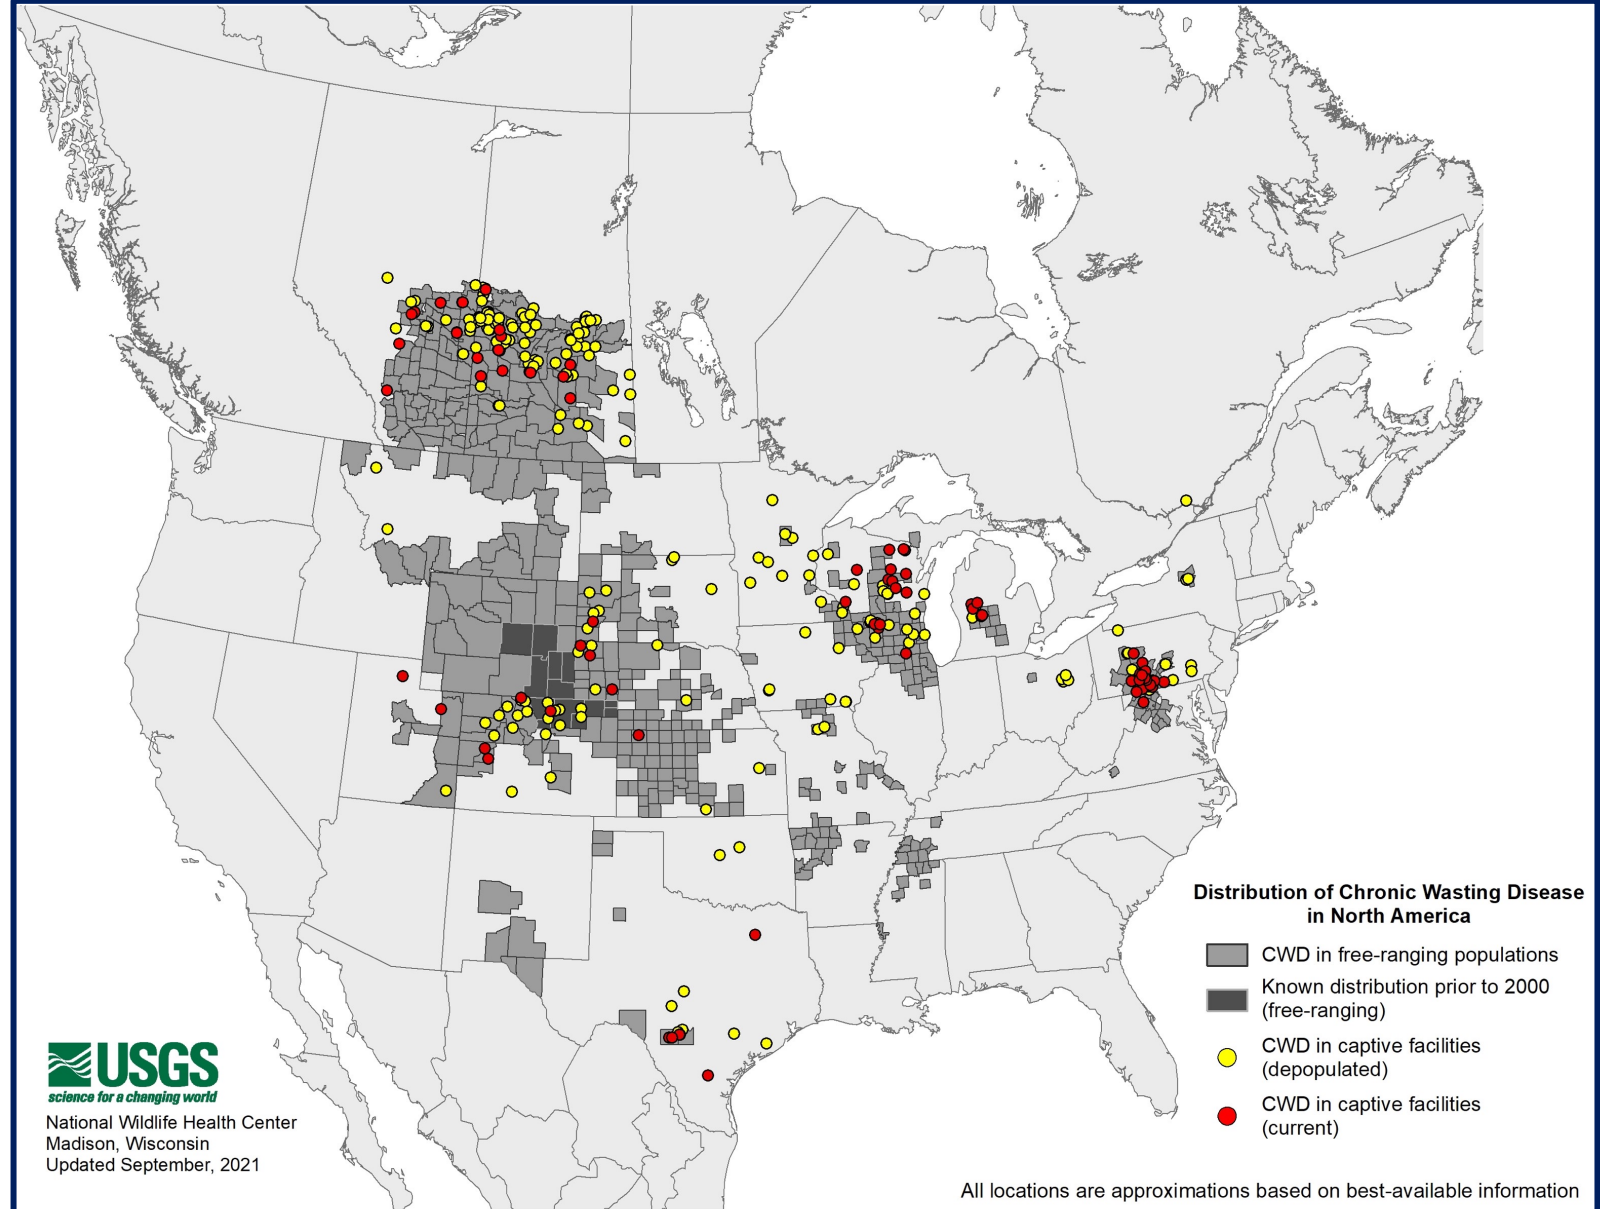 Distribution of Chronic Wasting Disease
in North America
CWD in free-ranging populations
Known distribution prior to 2000
(free-ranging)
CWD in captive facilities
(depopulated)
CWD in captive facilities
(current)
USGS
science for a changing world
National Wildlife Health Center
Madison, Wisconsin
Updated September, 2021
All locations are approximations based on best-available information